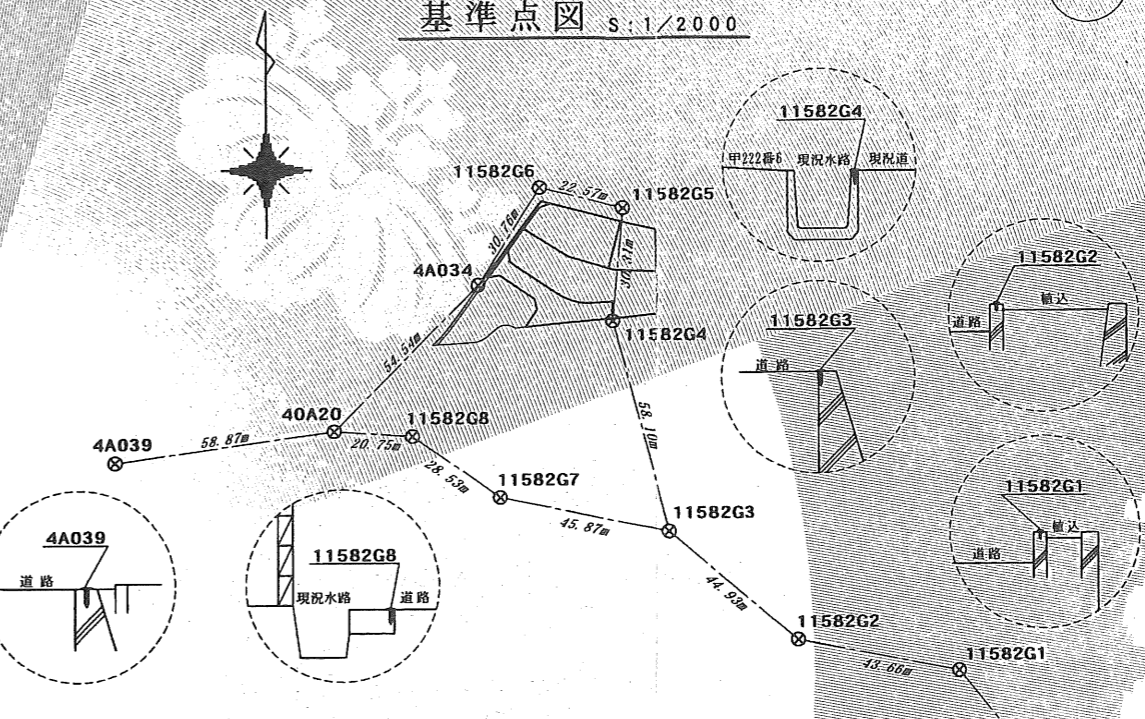 基準点図 S:1/2000
11582G4
甲222番6 現況水路 現況道
11582G6
22.57m
11582G5
30.76m
4A034
30.31m
11582G4
11582G2
植込
道路
11582G3
道路
54.54m
40A20
11582G8
58.10m
4A039
58.87m
20.75m
28.53m
11582G7
45.87m
11582G3
11582G1
植込
道路
4A039
道路
11582G8
現況水路 道路
44.93m
11582G2
43.66m
11582G1